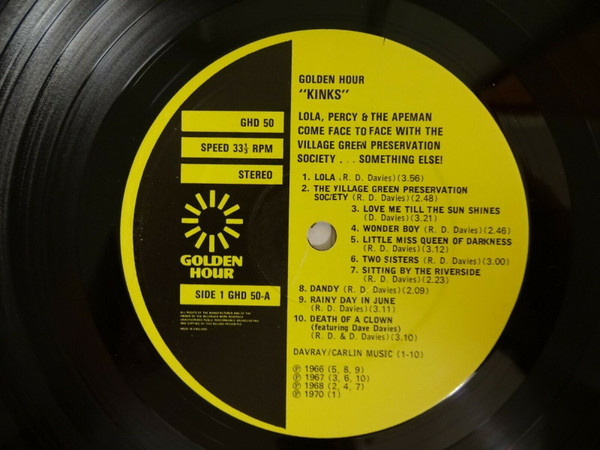 GHD 50
SPEED 33⅓ RPM
STEREO
GOLDEN
HOUR
SIDE 1 GHD 50-A
GOLDEN HOUR
"KINKS"
LOLA, PERCY & THE APEMAN
COME FACE TO FACE WITH THE
VILLAGE GREEN PRESERVATION
SOCIETY . . . SOMETHING ELSE!
1. LOLA (R. D. Davies) (3.56)
2. THE VILLAGE GREEN PRESERVATION
SOCIETY (R. D. Davies) (2.48)
3. LOVE ME TILL THE SUN SHINES
(D. Davies) (3.21)
4. WONDER BOY (R. D. Davies) (2.46)
5. LITTLE MISS QUEEN OF DARKNESS
(R. D. Davies) (3.12)
6. TWO SISTERS (R. D. Davies) (3.00)
7. SITTING BY THE RIVERSIDE
(R. D. Davies) (2.23)
8. DANDY (R. D. Davies) (2.09)
9. RAINY DAY IN JUNE
(R. D. Davies) (3.11)
10. DEATH OF A CLOWN
(featuring Dave Davies)
(R. D. & D. Davies) (3.10)
DAVRAY/CARLIN MUSIC (1-10)
℗ 1966 (5, 8, 9)
℗ 1967 (3, 6, 10)
℗ 1968 (2, 4, 7)
℗ 1970 (1)